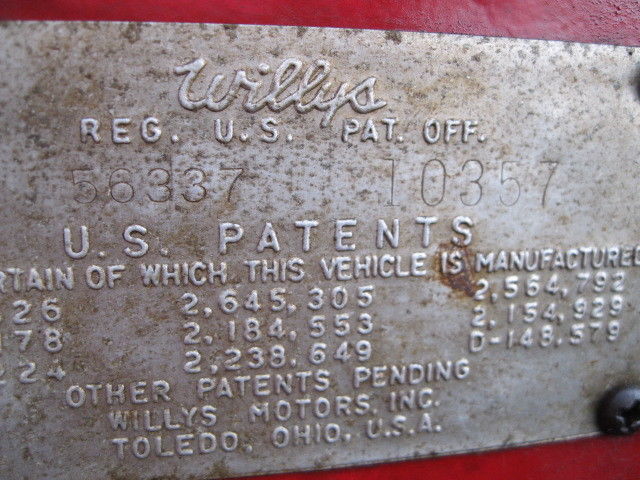 Willys
REG. U.S. PAT. OFF.
56337 10357
U.S. PATENTS
RTAIN OF WHICH THIS VEHICLE IS MANUFACTURED
26 2,645,305 2,564,792
178 2,184,553 2,154,929
224 2,238,649 D-148,579
OTHER PATENTS PENDING
WILLYS MOTORS, INC.
TOLEDO, OHIO, U.S.A.